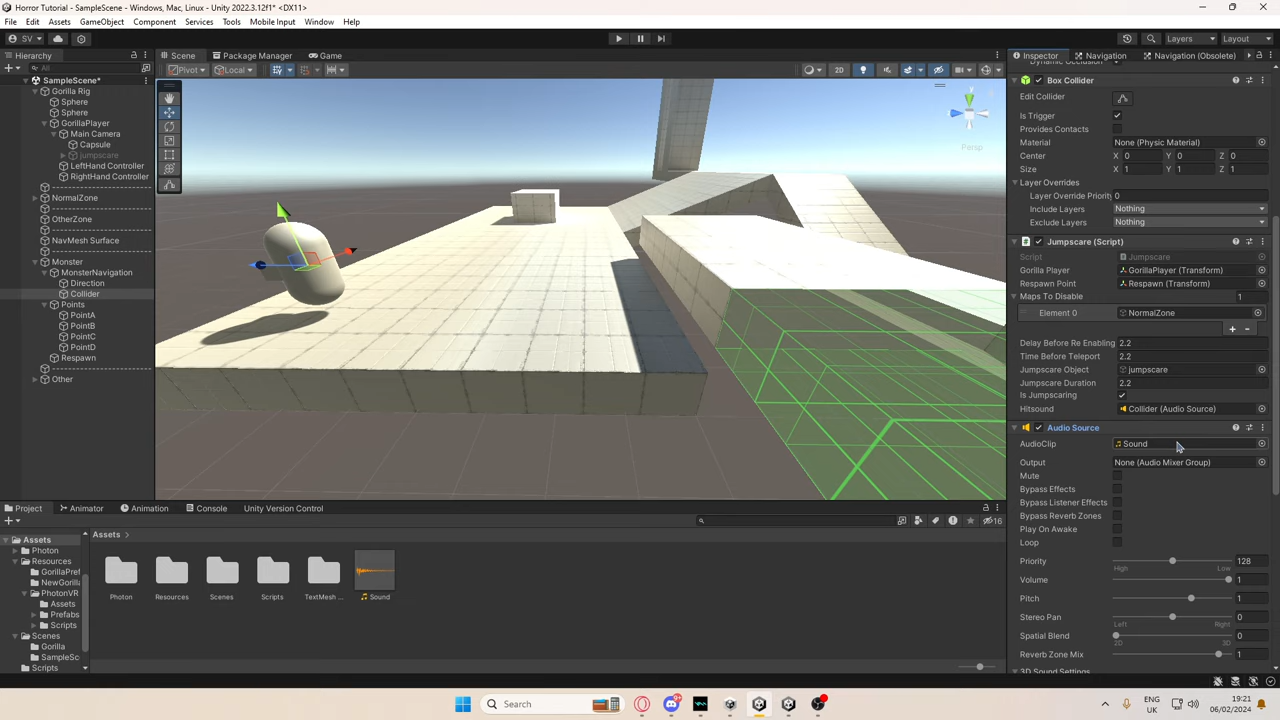 Horror Tutorial - SampleScene - Windows, Mac, Linux - Unity 2022.3.12f1* <DX11>
File Edit Assets GameObject Component Services Tools Mobile Input Window Help
SV Layers Layout
Hierarchy
All
SampleScene*
Gorilla Rig
Sphere
Sphere
GorillaPlayer
Main Camera
Capsule
jumpscare
LeftHand Controller
RightHand Controller
--------------------------
NormalZone
--------------------------
OtherZone
--------------------------
NavMesh Surface
--------------------------
Monster
MonsterNavigation
Direction
Collider
Points
PointA
PointB
PointC
PointD
Respawn
--------------------------
Other
Scene Package Manager Game
Pivot Local 2D
Persp
Inspector Navigation Navigation (Obsolete)
Dynamic Occlusion
Box Collider
Edit Collider
Is Trigger
Provides Contacts
Material None (Physic Material)
Center X 0 Y 0 Z 0
Size X 1 Y 1 Z 1
Layer Overrides
Layer Override Priority 0
Include Layers Nothing
Exclude Layers Nothing
Jumpscare (Script)
Script Jumpscare
Gorilla Player GorillaPlayer (Transform)
Respawn Point Respawn (Transform)
Maps To Disable 1
Element 0 NormalZone
Delay Before Re Enabling 2.2
Time Before Teleport 2.2
Jumpscare Object jumpscare
Jumpscare Duration 2.2
Is Jumpscaring
Hitsound Collider (Audio Source)
Audio Source
AudioClip Sound
Output None (Audio Mixer Group)
Mute
Bypass Effects
Bypass Listener Effects
Bypass Reverb Zones
Play On Awake
Loop
Priority 128
High Low
Volume 1
Pitch 1
Stereo Pan 0
Left Right
Spatial Blend 0
2D 3D
Reverb Zone Mix 1
3D Sound Settings
Project Animator Animation Console Unity Version Control
16
Assets
Photon
Resources
GorillaPref
NewGorilla
PhotonVR
Assets
Prefabs
Scripts
Scenes
Gorilla
SampleSc
Scripts
Assets
Photon Resources Scenes Scripts TextMesh ... Sound
Search
ENG
UK
19:21
06/02/2024